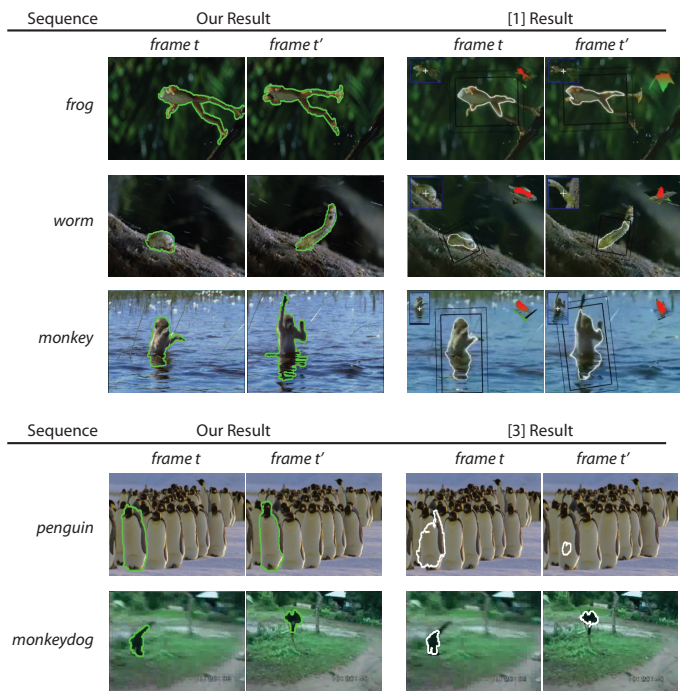 Sequence Our Result [1] Result
frame t frame t’ frame t frame t’
frog
worm
monkey
Sequence Our Result [3] Result
frame t frame t’ frame t frame t’
penguin
monkeydog